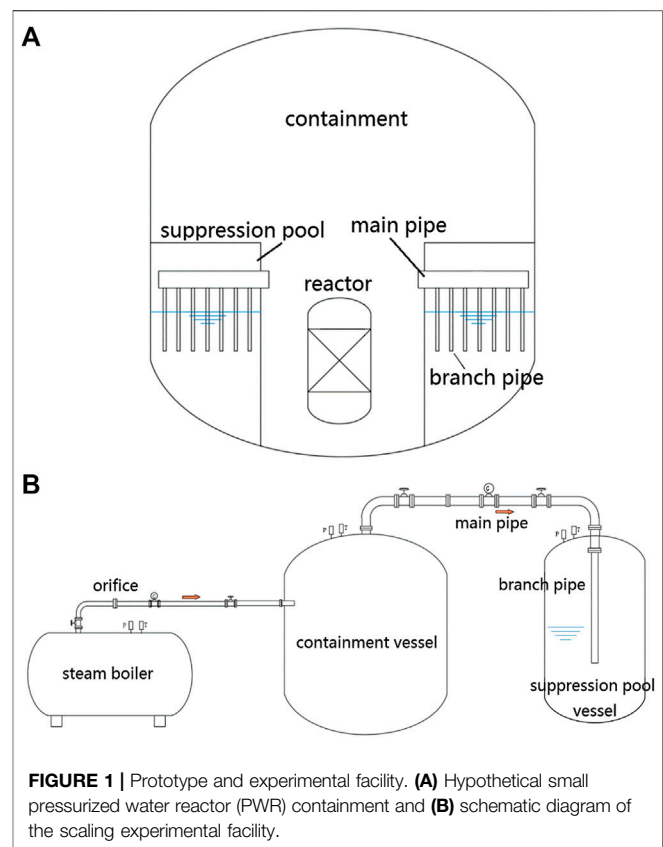 A
containment
suppression pool
main pipe
reactor
branch pipe
B
P T
G
main pipe
P T
orifice
G
branch pipe
P T
containment vessel
steam boiler
suppression pool
vessel
FIGURE 1 | Prototype and experimental facility. (A) Hypothetical small
pressurized water reactor (PWR) containment and (B) schematic diagram of
the scaling experimental facility.